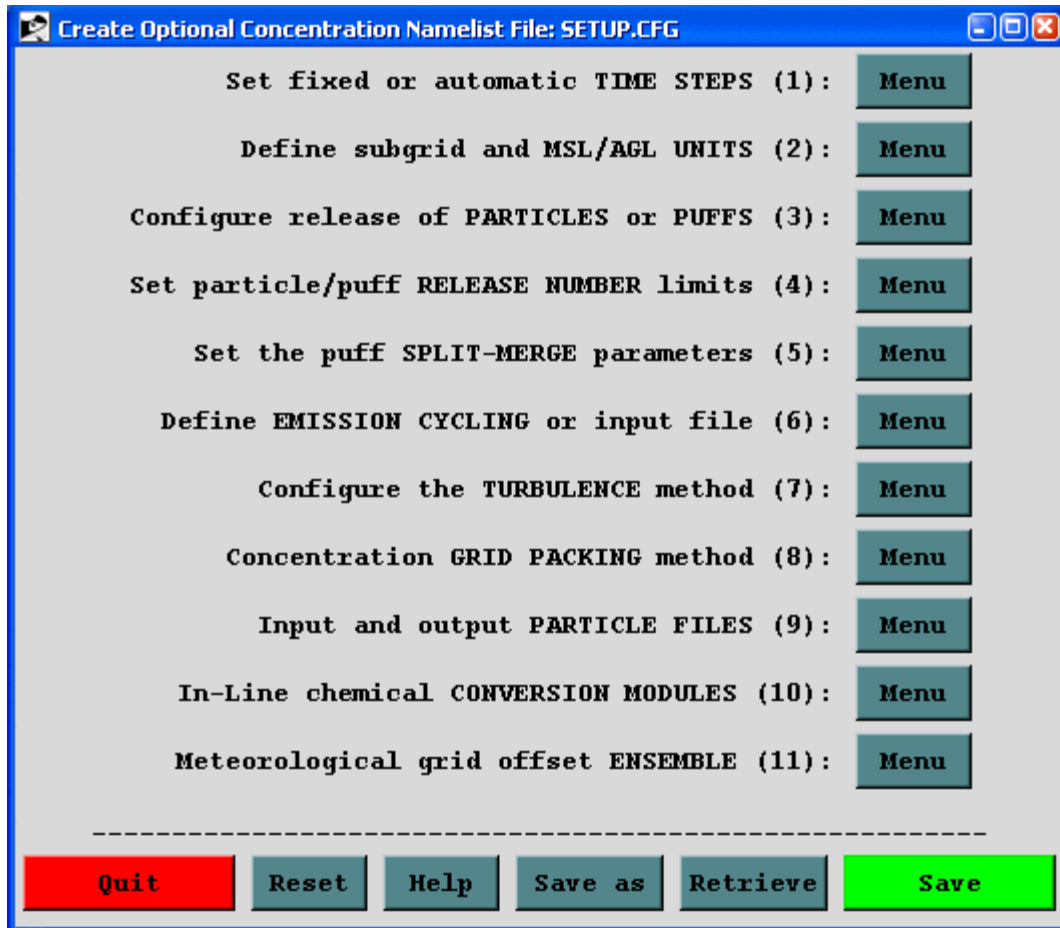 Create Optional Concentration Namelist File: SETUP.CFG
Set fixed or automatic TIME STEPS (1): Menu
Define subgrid and MSL/AGL UNITS (2): Menu
Configure release of PARTICLES or PUFFS (3): Menu
Set particle/puff RELEASE NUMBER limits (4): Menu
Set the puff SPLIT-MERGE parameters (5): Menu
Define EMISSION CYCLING or input file (6): Menu
Configure the TURBULENCE method (7): Menu
Concentration GRID PACKING method (8): Menu
Input and output PARTICLE FILES (9): Menu
In-Line chemical CONVERSION MODULES (10): Menu
Meteorological grid offset ENSEMBLE (11): Menu
--------------------------------------------------------
Quit Reset Help Save as Retrieve Save